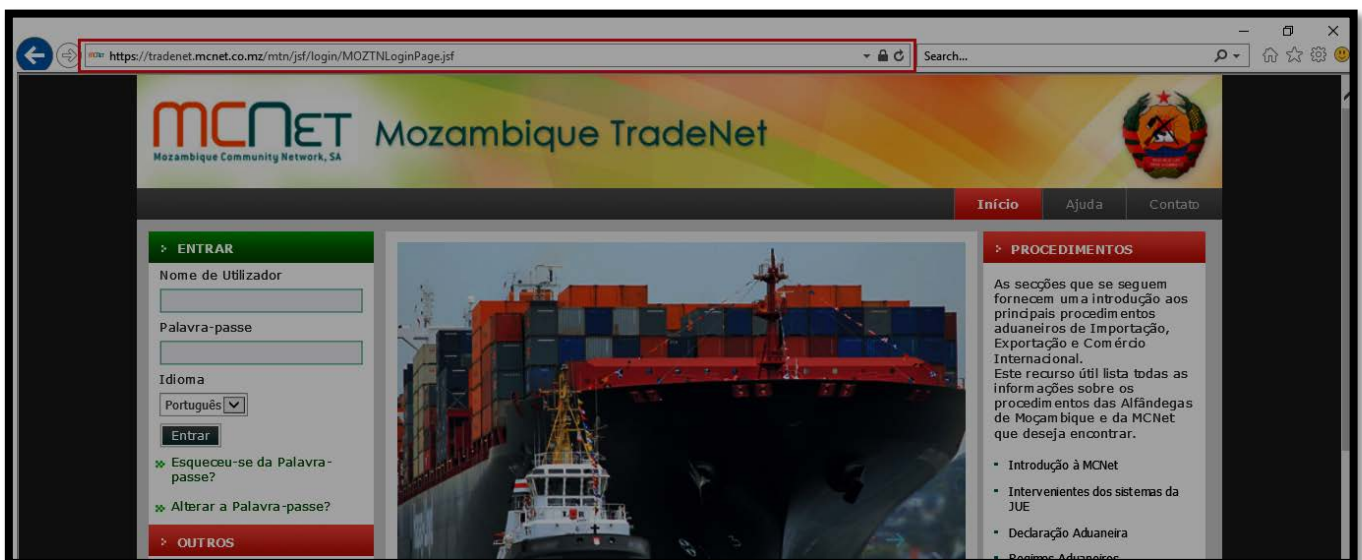 https://tradenet.mcnet.co.mz/mtn/jsf/login/MOZTNLoginPage.jsf
Search...
mcnet
Mozambique Community Network, SA
Mozambique TradeNet
Início
Ajuda
Contato
ENTRAR
Nome de Utilizador
Palavra-passe
Idioma
Português
Entrar
Esqueceu-se da Palavra-
passe?
Alterar a Palavra-passe?
OUTROS
PROCEDIMENTOS
As secções que se seguem
fornecem uma introdução aos
principais procedimentos
aduaneiros de Importação,
Exportação e Comércio
Internacional.
Este recurso útil lista todas as
informações sobre os
procedimentos das Alfândegas
de Moçambique e da MCNet
que deseja encontrar.
Introdução à MCNet
Intervenientes dos sistemas da
JUE
Declaração Aduaneira
Regimes Aduaneiros